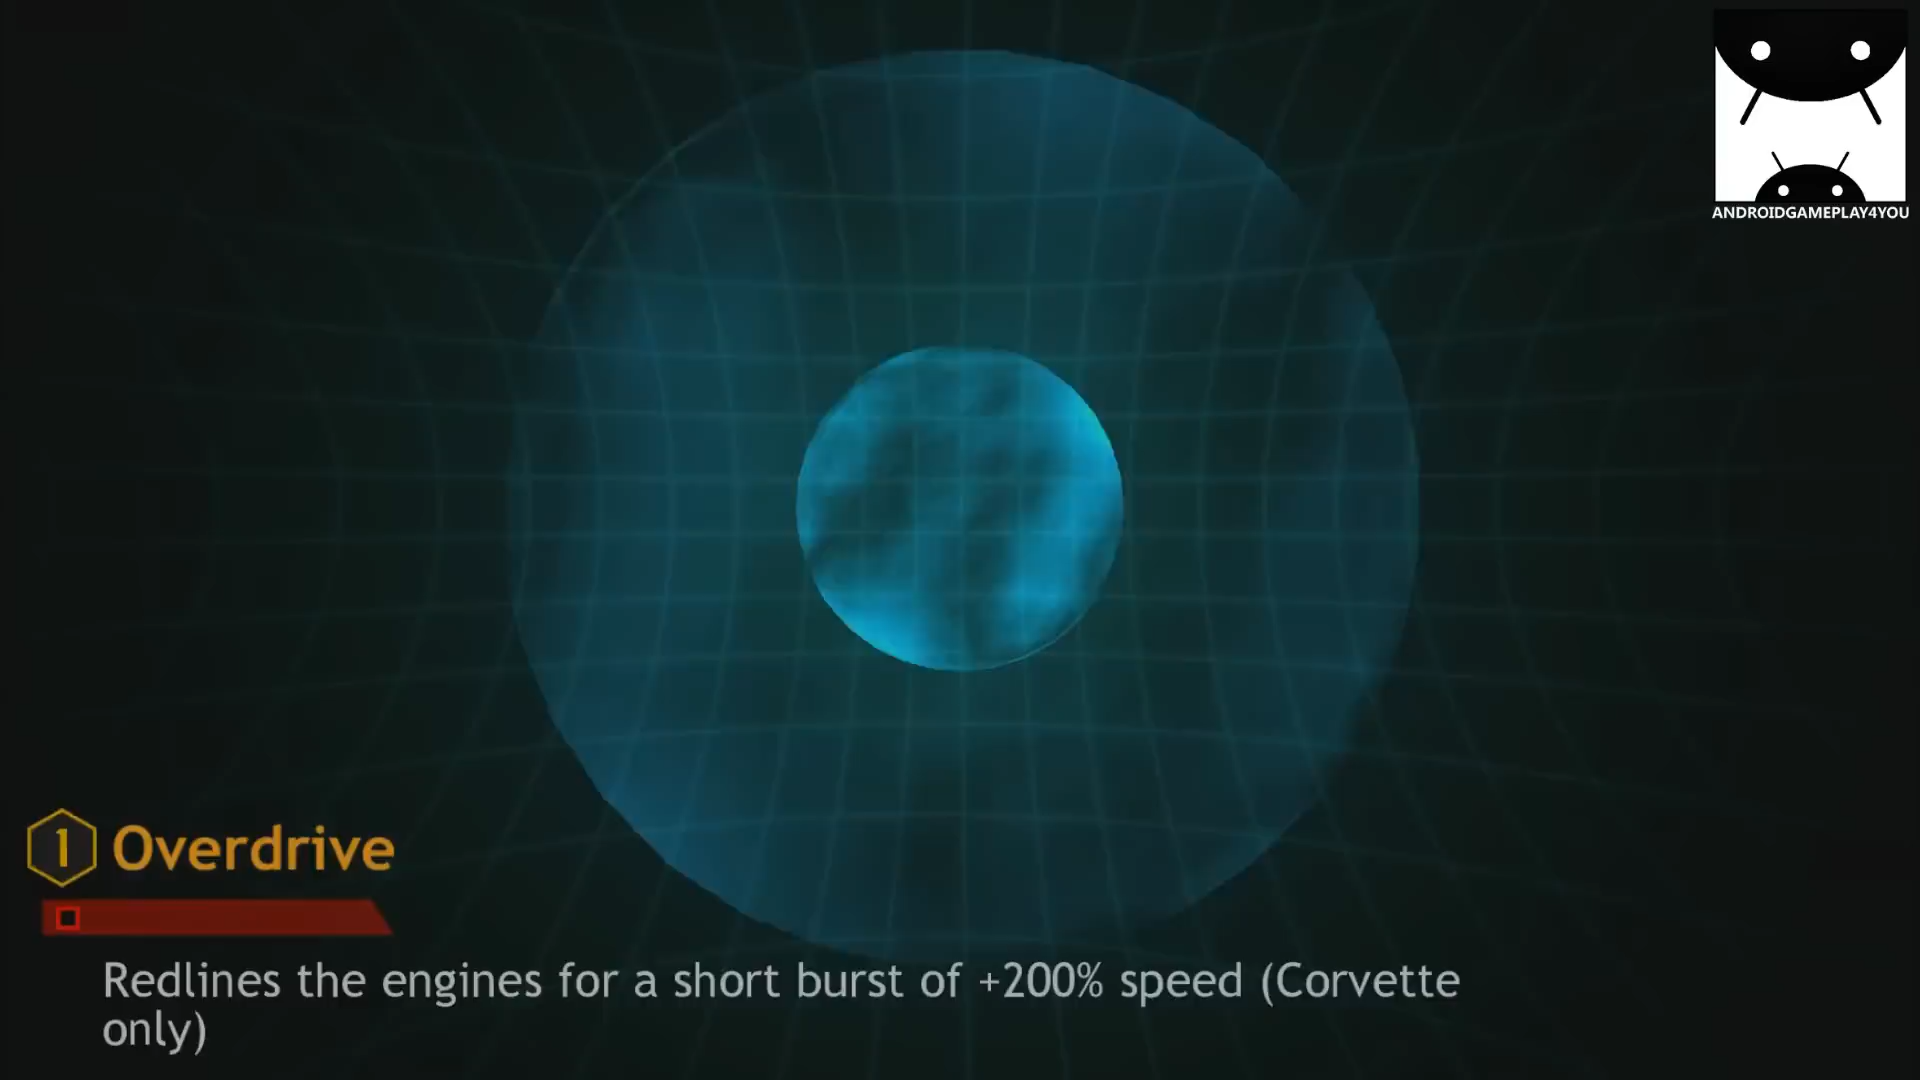 ANDROIDGAMEPLAY4YOU
1 Overdrive
Redlines the engines for a short burst of +200% speed (Corvette
only)